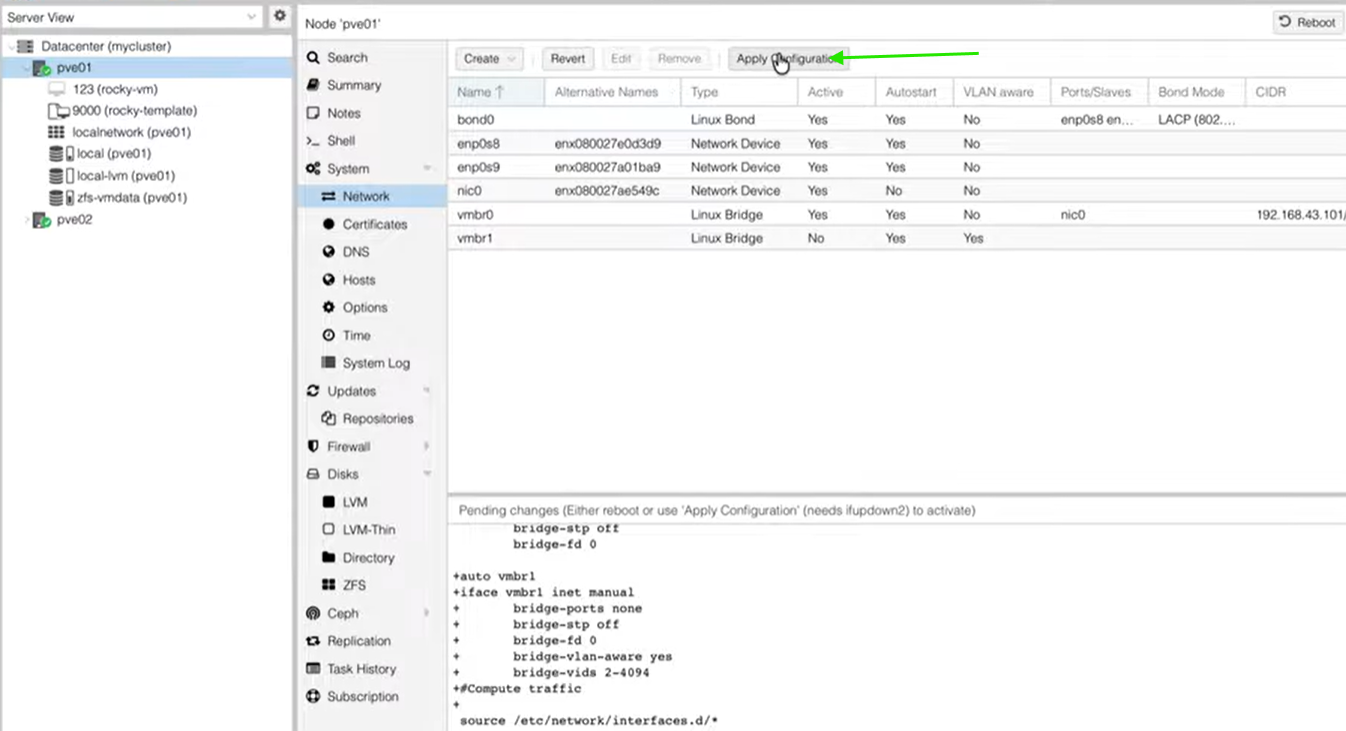 Server View
Datacenter (mycluster)
pve01
123 (rocky-vm)
9000 (rocky-template)
localnetwork (pve01)
local (pve01)
local-lvm (pve01)
zfs-vmdata (pve01)
pve02
Node 'pve01'
Reboot
Search
Summary
Notes
Shell
System
Network
Certificates
DNS
Hosts
Options
Time
System Log
Updates
Repositories
Firewall
Disks
LVM
LVM-Thin
Directory
ZFS
Ceph
Replication
Task History
Subscription
Create Revert Edit Remove Apply Configuration
Name Alternative Names Type Active Autostart VLAN aware Ports/Slaves Bond Mode CIDR
bond0 Linux Bond Yes Yes No enp0s8 en... LACP (802....
enp0s8 enx080027e0d3d9 Network Device Yes Yes No
enp0s9 enx080027a01ba9 Network Device Yes Yes No
nic0 enx080027ae549c Network Device Yes No No
vmbr0 Linux Bridge Yes Yes No nic0 192.168.43.101/
vmbr1 Linux Bridge No Yes Yes
Pending changes (Either reboot or use 'Apply Configuration' (needs ifupdown2) to activate)
bridge-stp off
bridge-fd 0
+auto vmbr1
+iface vmbr1 inet manual
+ bridge-ports none
+ bridge-stp off
+ bridge-fd 0
+ bridge-vlan-aware yes
+ bridge-vids 2-4094
+#Compute traffic
+
source /etc/network/interfaces.d/*